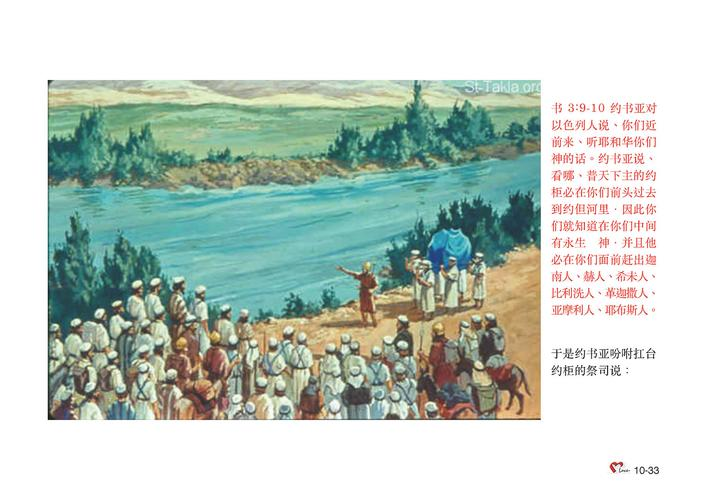 St-Takla.org
书 3:9-10 约书亚对
以色列人说、你们近
前来、听耶和华你们
神的话。约书亚说、
看哪、普天下主的约
柜必在你们前头过去
到约但河里．因此你
们就知道在你们中间
有永生　神．并且他
必在你们面前赶出迦
南人、赫人、希未人、
比利洗人、革迦撒人、
亚摩利人、耶布斯人。
于是约书亚吩咐扛台
约柜的祭司说：
Love 10-33